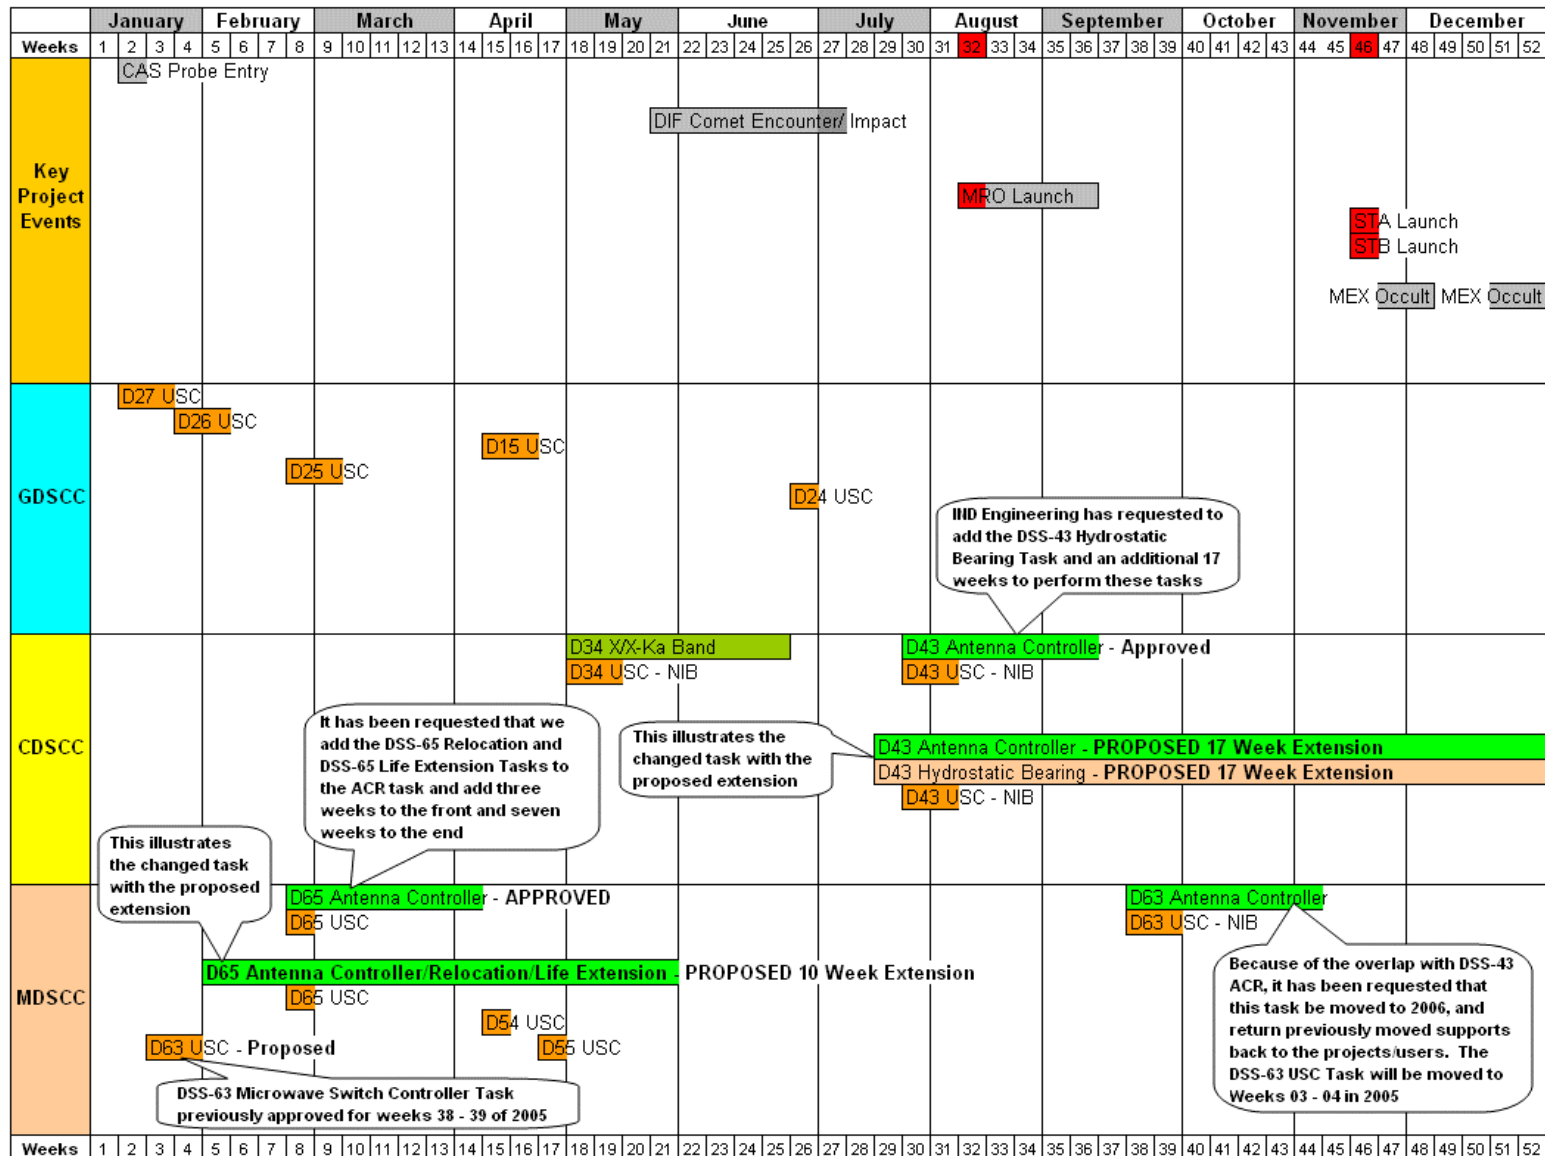 January February March April May June July August September October November December
Weeks 1 2 3 4 5 6 7 8 9 10 11 12 13 14 15 16 17 18 19 20 21 22 23 24 25 26 27 28 29 30 31 32 33 34 35 36 37 38 39 40 41 42 43 44 45 46 47 48 49 50 51 52
Key
Project
Events
CAS Probe Entry
DIF Comet Encounter/ Impact
MRO Launch
STA Launch
STB Launch
MEX Occult MEX Occult
GDSCC
D27 USC
D26 USC
D15 USC
D25 USC
D24 USC
IND Engineering has requested to
add the DSS-43 Hydrostatic
Bearing Task and an additional 17
weeks to perform these tasks
CDSCC
D34 X/X-Ka Band
D34 USC - NIB
D43 Antenna Controller - Approved
D43 USC - NIB
It has been requested that we
add the DSS-65 Relocation and
DSS-65 Life Extension Tasks to
the ACR task and add three
weeks to the front and seven
weeks to the end
This illustrates the
changed task with the
proposed extension
D43 Antenna Controller - PROPOSED 17 Week Extension
D43 Hydrostatic Bearing - PROPOSED 17 Week Extension
D43 USC - NIB
This illustrates
the changed task
with the proposed
extension
MDSCC
D65 Antenna Controller - APPROVED
D65 USC
D63 Antenna Controller
D63 USC - NIB
D65 Antenna Controller/Relocation/Life Extension - PROPOSED 10 Week Extension
D65 USC
D54 USC
D63 USC - Proposed
D55 USC
Because of the overlap with DSS-43
ACR, it has been requested that
this task be moved to 2006, and
return previously moved supports
back to the projects/users. The
DSS-63 USC Task will be moved to
Weeks 03 - 04 in 2005
DSS-63 Microwave Switch Controller Task
previously approved for weeks 38 - 39 of 2005
Weeks 1 2 3 4 5 6 7 8 9 10 11 12 13 14 15 16 17 18 19 20 21 22 23 24 25 26 27 28 29 30 31 32 33 34 35 36 37 38 39 40 41 42 43 44 45 46 47 48 49 50 51 52